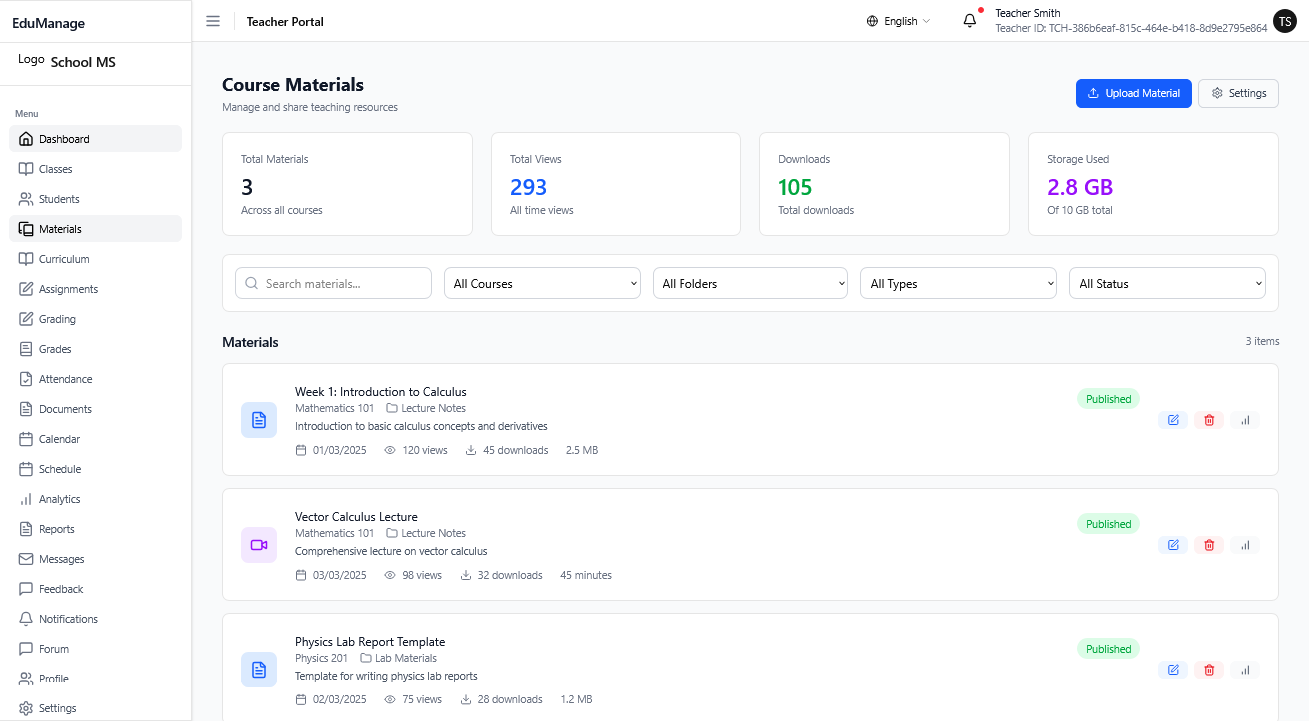 EduManage
Teacher Portal
English
Teacher Smith
Teacher ID: TCH-386b6eaf-815c-464e-b418-8d9e2795e864
TS
Logo School MS
Menu
Dashboard
Classes
Students
Materials
Curriculum
Assignments
Grading
Grades
Attendance
Documents
Calendar
Schedule
Analytics
Reports
Messages
Feedback
Notifications
Forum
Profile
Settings
Course Materials
Manage and share teaching resources
Upload Material
Settings
Total Materials
3
Across all courses
Total Views
293
All time views
Downloads
105
Total downloads
Storage Used
2.8 GB
Of 10 GB total
Search materials...
All Courses
All Folders
All Types
All Status
Materials
3 items
Week 1: Introduction to Calculus
Mathematics 101 Lecture Notes
Introduction to basic calculus concepts and derivatives
01/03/2025 120 views 45 downloads 2.5 MB
Published
Vector Calculus Lecture
Mathematics 101 Lecture Notes
Comprehensive lecture on vector calculus
03/03/2025 98 views 32 downloads 45 minutes
Published
Physics Lab Report Template
Physics 201 Lab Materials
Template for writing physics lab reports
02/03/2025 75 views 28 downloads 1.2 MB
Published